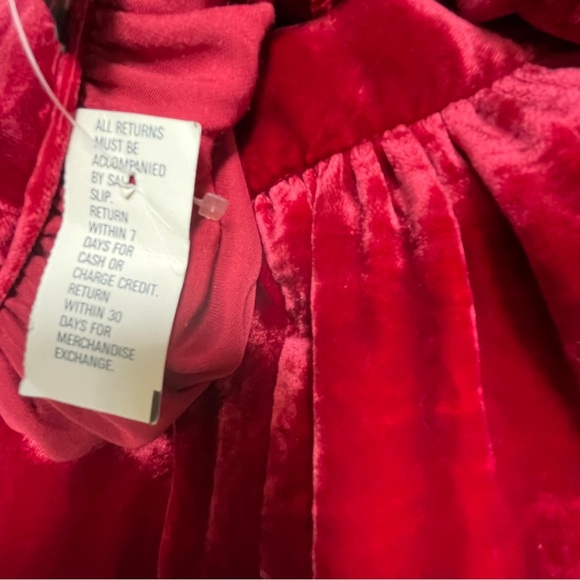 ALL RETURNS
MUST BE
ACCOMPANIED
BY SALE
SLIP.
RETURN
WITHIN 7
DAYS FOR
CASH OR
CHARGE CREDIT.
RETURN
WITHIN 30
DAYS FOR
MERCHANDISE
EXCHANGE.